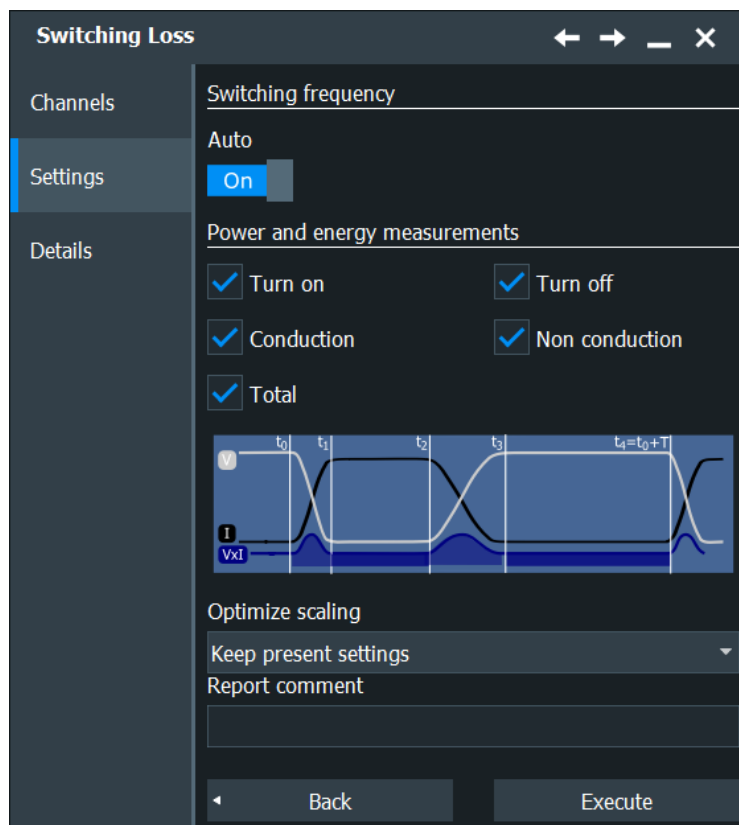 Switching Loss
Channels
Settings
Details
Switching frequency
Auto
On
Power and energy measurements
Turn on
Turn off
Conduction
Non conduction
Total
t₀ t₁ t₂ t₃ t₄=t₀+T
V
I
VxI
Optimize scaling
Keep present settings
Report comment
Back
Execute